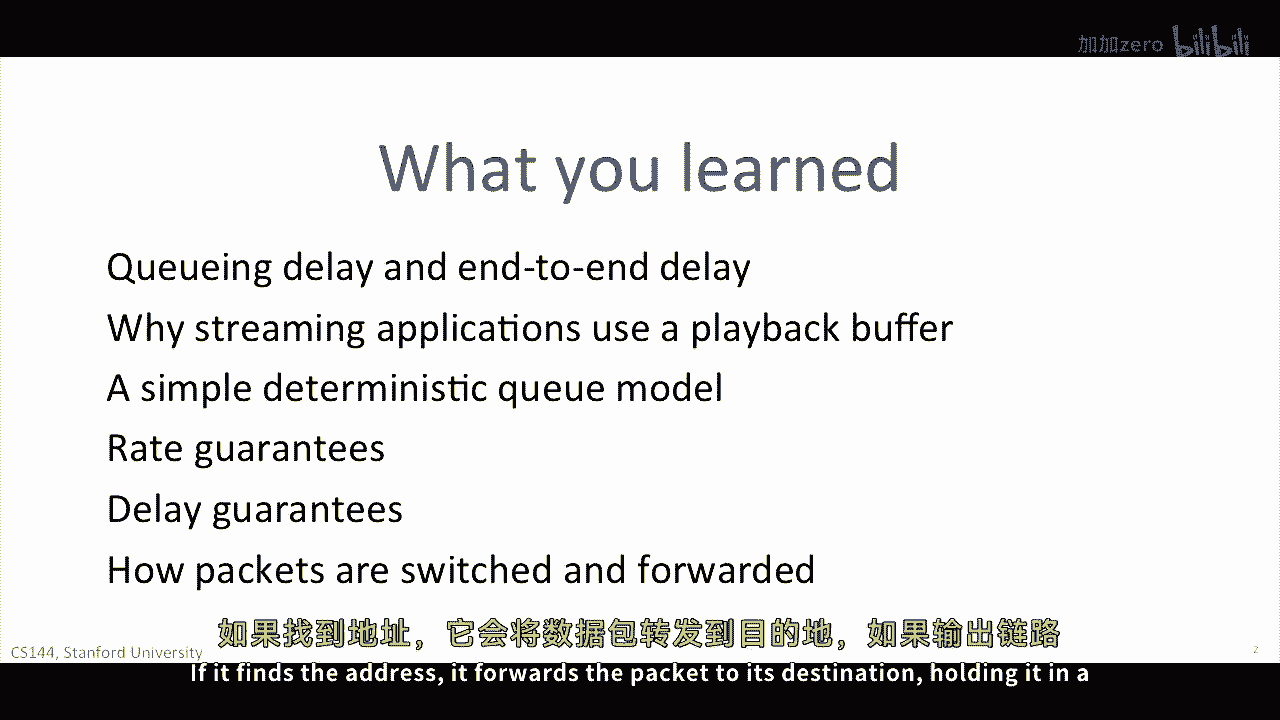 加加zero bilibili
What you learned
Queueing delay and end-to-end delay
Why streaming applications use a playback buffer
A simple deterministic queue model
Rate guarantees
Delay guarantees
How packets are switched and forwarded
如果找到地址，它会将数据包转发到目的地，如果输出链路
CS144, Stanford University
2
If it finds the address, it forwards the packet to its destination, holding it in a